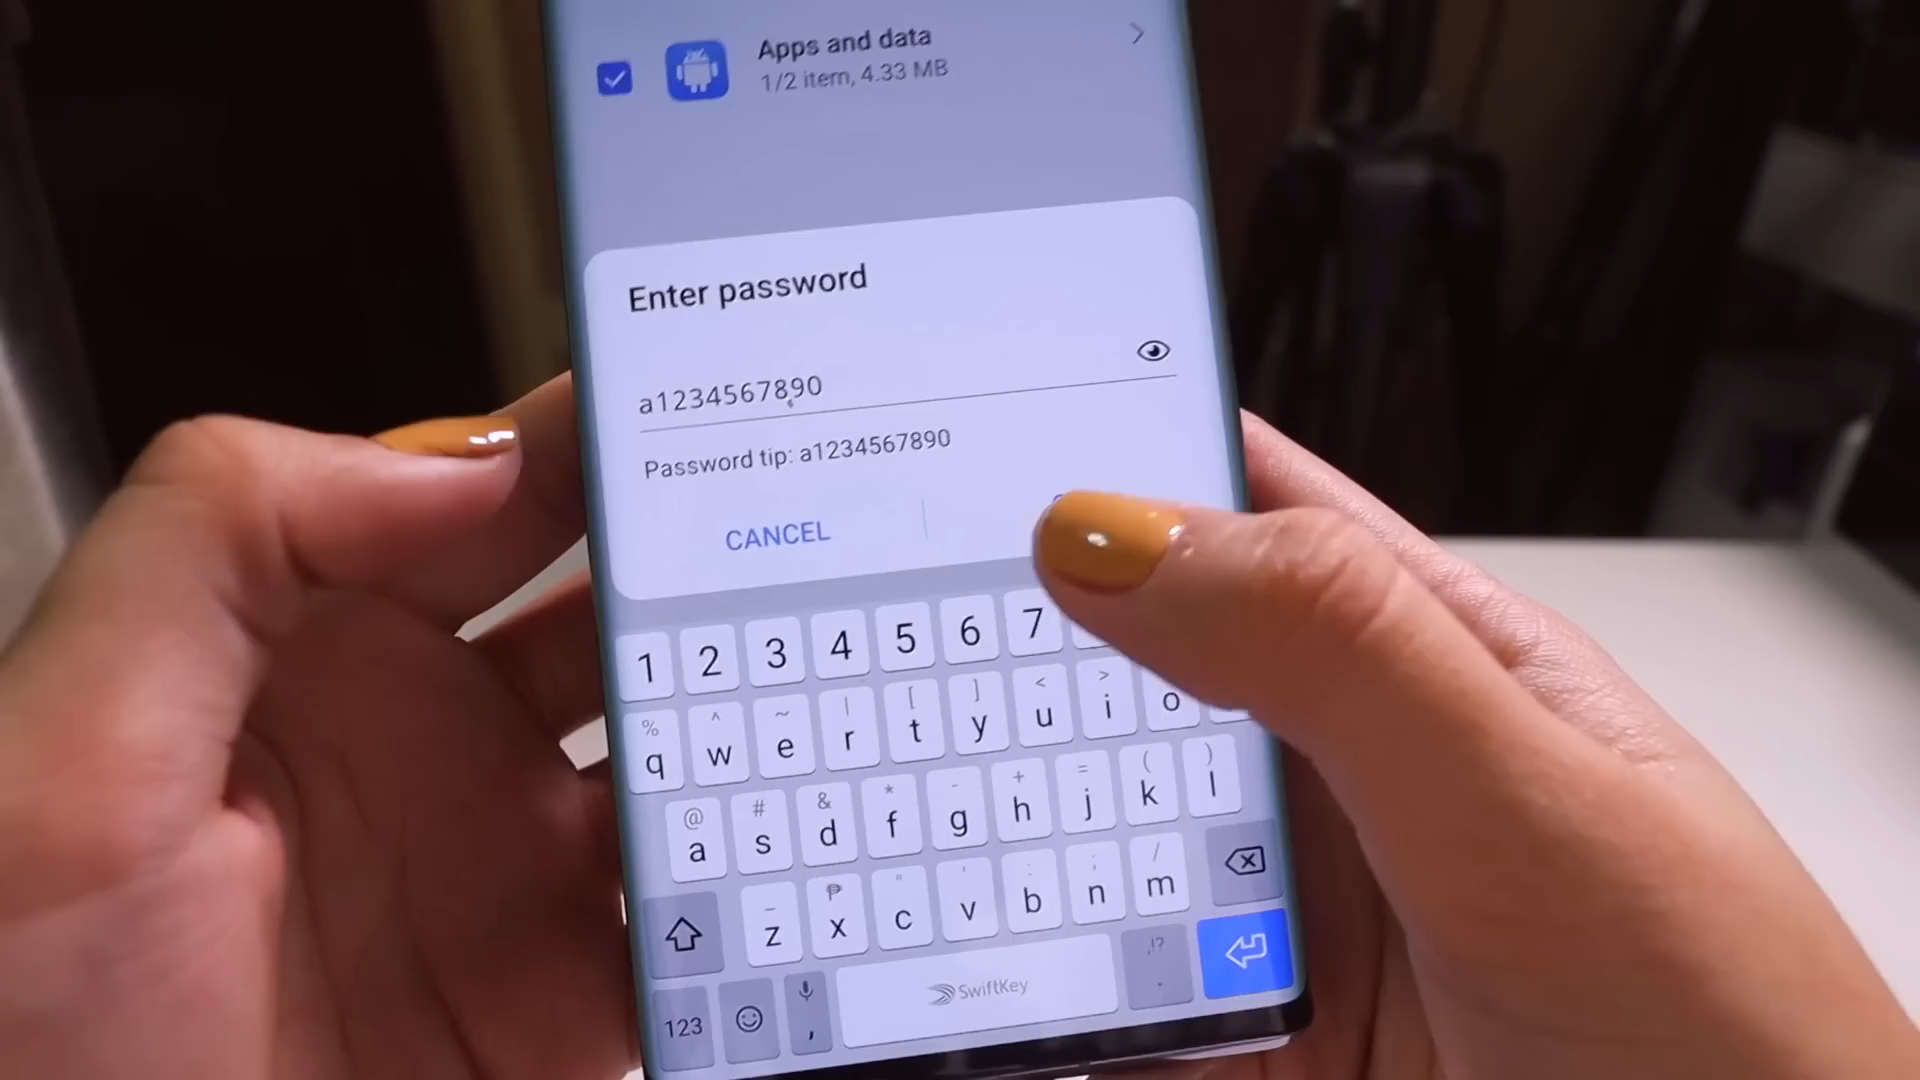 Apps and data
1/2 item, 4.33 MB
Enter password
a1234567890
Password tip: a1234567890
CANCEL
1 2 3 4 5 6 7
% ^ ~ | [ ] < >
q w e r t y u i o
@ # & * - + = ( )
a s d f g h j k l
_ ₱ " ' : ; /
z x c v b n m
,!?
123 , SwiftKey .